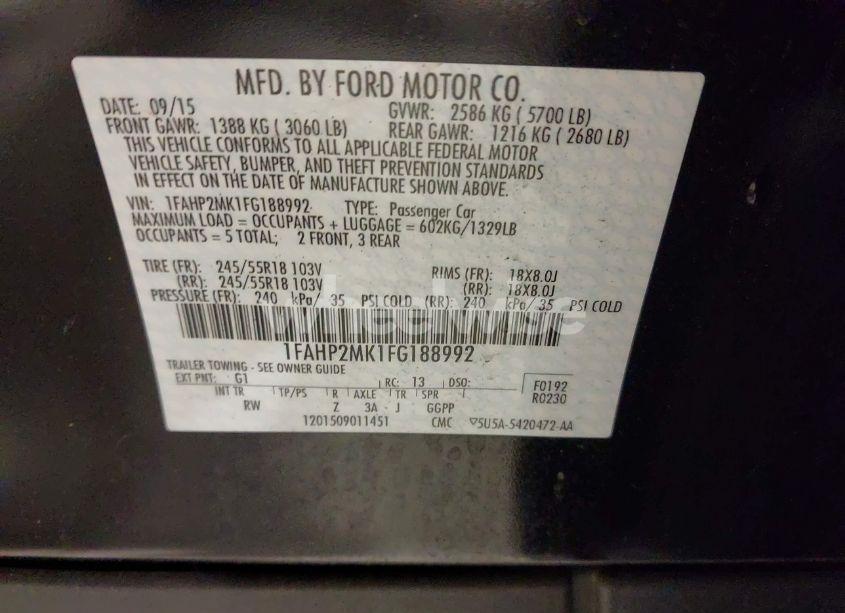 MFD. BY FORD MOTOR CO.
DATE: 09/15 GVWR: 2586 KG ( 5700 LB)
FRONT GAWR: 1388 KG ( 3060 LB) REAR GAWR: 1216 KG ( 2680 LB)
THIS VEHICLE CONFORMS TO ALL APPLICABLE FEDERAL MOTOR
VEHICLE SAFETY, BUMPER, AND THEFT PREVENTION STANDARDS
IN EFFECT ON THE DATE OF MANUFACTURE SHOWN ABOVE.
VIN: 1FAHP2MK1FG188992 TYPE: Passenger Car
MAXIMUM LOAD = OCCUPANTS + LUGGAGE = 602KG/1329LB
OCCUPANTS = 5 TOTAL; 2 FRONT, 3 REAR
TIRE (FR): 245/55R18 103V RIMS (FR): 18X8.0J
(RR): 245/55R18 103V (RR): 18X8.0J
PRESSURE (FR): 240 kPa/ 35 PSI COLD (RR): 240 kPa/ 35 PSI COLD
1FAHP2MK1FG188992
TRAILER TOWING - SEE OWNER GUIDE
EXT PNT: G1 RC: 13 DSO: F0192
INT TR TP/PS R AXLE TR SPR R0230
RW Z 3A J GGPP
1201509011451 CMC 5U5A-5420472-AA